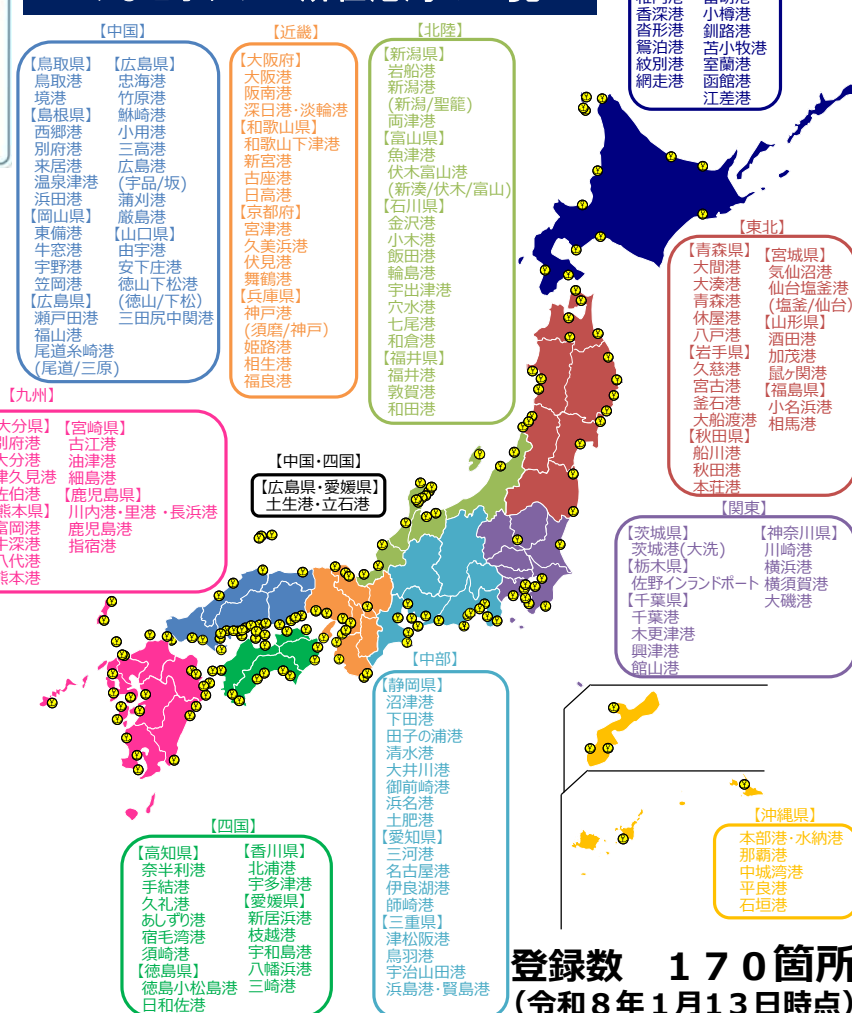 【中国】
【鳥取県】
鳥取港
境港
【島根県】
西郷港
別府港
来居港
温泉津港
浜田港
【岡山県】
東備港
牛窓港
宇野港
笠岡港
【広島県】
瀬戸田港
福山港
尾道糸崎港
(尾道/三原)
【広島県】
忠海港
竹原港
鮴崎港
小用港
三高港
広島港
(宇品/坂)
蒲刈港
厳島港
【山口県】
由宇港
安下庄港
徳山下松港
(徳山/下松)
三田尻中関港
【近畿】
【大阪府】
大阪港
阪南港
深日港・淡輪港
【和歌山県】
和歌山下津港
新宮港
古座港
日高港
【京都府】
宮津港
久美浜港
伏見港
舞鶴港
【兵庫県】
神戸港
(須磨/神戸)
姫路港
相生港
福良港
【北陸】
【新潟県】
岩船港
新潟港
(新潟/聖籠)
両津港
【富山県】
魚津港
伏木富山港
(新湊/伏木/富山)
【石川県】
金沢港
小木港
飯田港
輪島港
宇出津港
穴水港
七尾港
和倉港
【福井県】
福井港
敦賀港
和田港
香深港
沓形港
鴛泊港
紋別港
網走港
小樽港
釧路港
苫小牧港
室蘭港
函館港
江差港
【東北】
【青森県】
大間港
大湊港
青森港
休屋港
八戸港
【岩手県】
久慈港
宮古港
釜石港
大船渡港
【秋田県】
船川港
秋田港
本荘港
【宮城県】
気仙沼港
仙台塩釜港
(塩釜/仙台)
【山形県】
酒田港
加茂港
鼠ヶ関港
【福島県】
小名浜港
相馬港
【九州】
大分県】
別府港
大分港
津久見港
佐伯港
熊本県】
富岡港
牛深港
八代港
熊本港
【宮崎県】
古江港
油津港
細島港
【鹿児島県】
川内港・里港・長浜港
鹿児島港
指宿港
【中国・四国】
【広島県・愛媛県】
土生港・立石港
【関東】
【茨城県】
茨城港(大洗)
【栃木県】
佐野インランドポート
【千葉県】
千葉港
木更津港
興津港
館山港
【神奈川県】
川崎港
横浜港
横須賀港
大磯港
【中部】
【静岡県】
沼津港
下田港
田子の浦港
清水港
大井川港
御前崎港
浜名港
土肥港
【愛知県】
三河港
名古屋港
伊良湖港
師崎港
【三重県】
津松阪港
鳥羽港
宇治山田港
浜島港・賢島港
【四国】
【高知県】
奈半利港
手結港
久礼港
あしずり港
宿毛湾港
須崎港
【徳島県】
徳島小松島港
日和佐港
【香川県】
北浦港
宇多津港
【愛媛県】
新居浜港
枝越港
宇和島港
八幡浜港
三崎港
【沖縄県】
本部港・水納港
那覇港
中城湾港
平良港
石垣港
登録数　１７０箇所
（令和８年１月１３日時点）